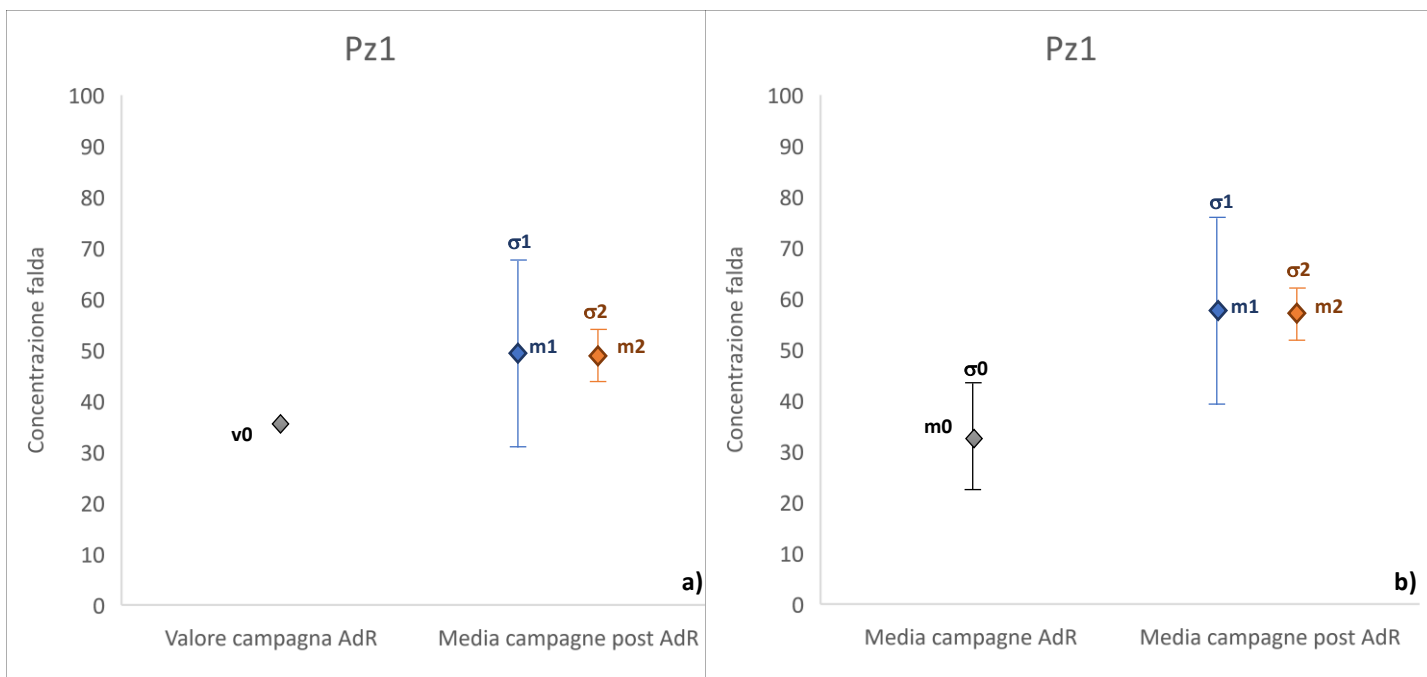 Pz1
100
90
80
70
60
50
40
30
20
10
0
Concentrazione falda
v0
σ1
m1
σ2
m2
a)
Valore campagna AdR
Media campagne post AdR
Pz1
100
90
80
70
60
50
40
30
20
10
0
Concentrazione falda
σ0
m0
σ1
m1
σ2
m2
b)
Media campagne AdR
Media campagne post AdR